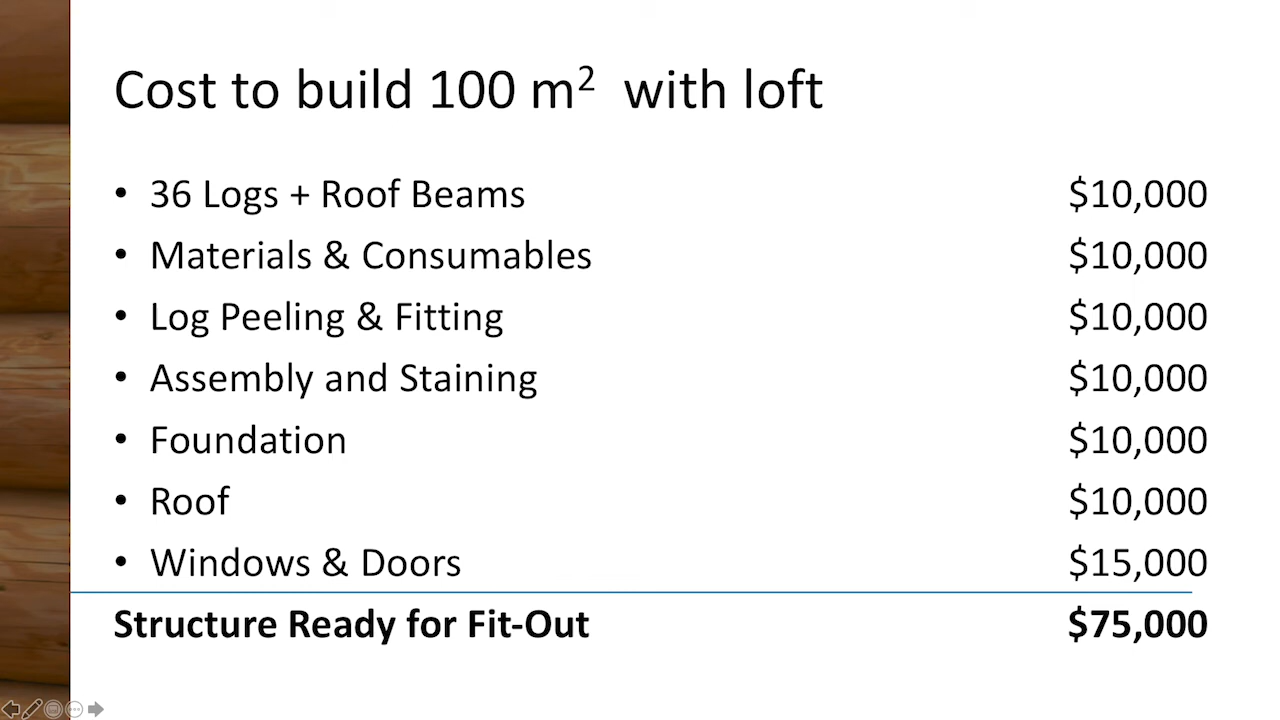 Cost to build 100 m² with loft
• 36 Logs + Roof Beams $10,000
• Materials & Consumables $10,000
• Log Peeling & Fitting $10,000
• Assembly and Staining $10,000
• Foundation $10,000
• Roof $10,000
• Windows & Doors $15,000
Structure Ready for Fit-Out $75,000